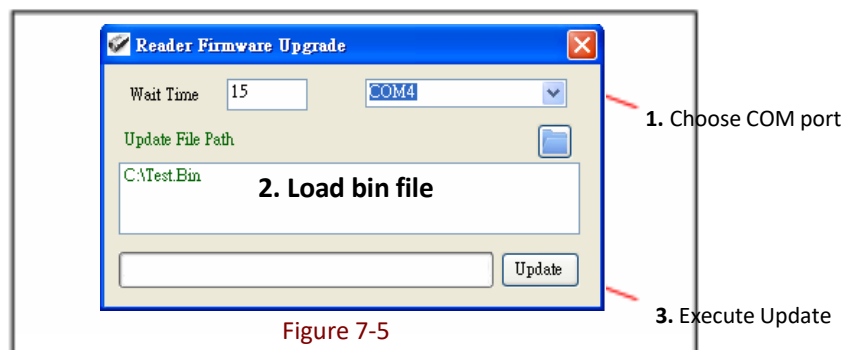 Reader Firmware Upgrade
Wait Time 15 COM4
1. Choose COM port
Update File Path
C:\Test.Bin
2. Load bin file
Update
3. Execute Update
Figure 7-5